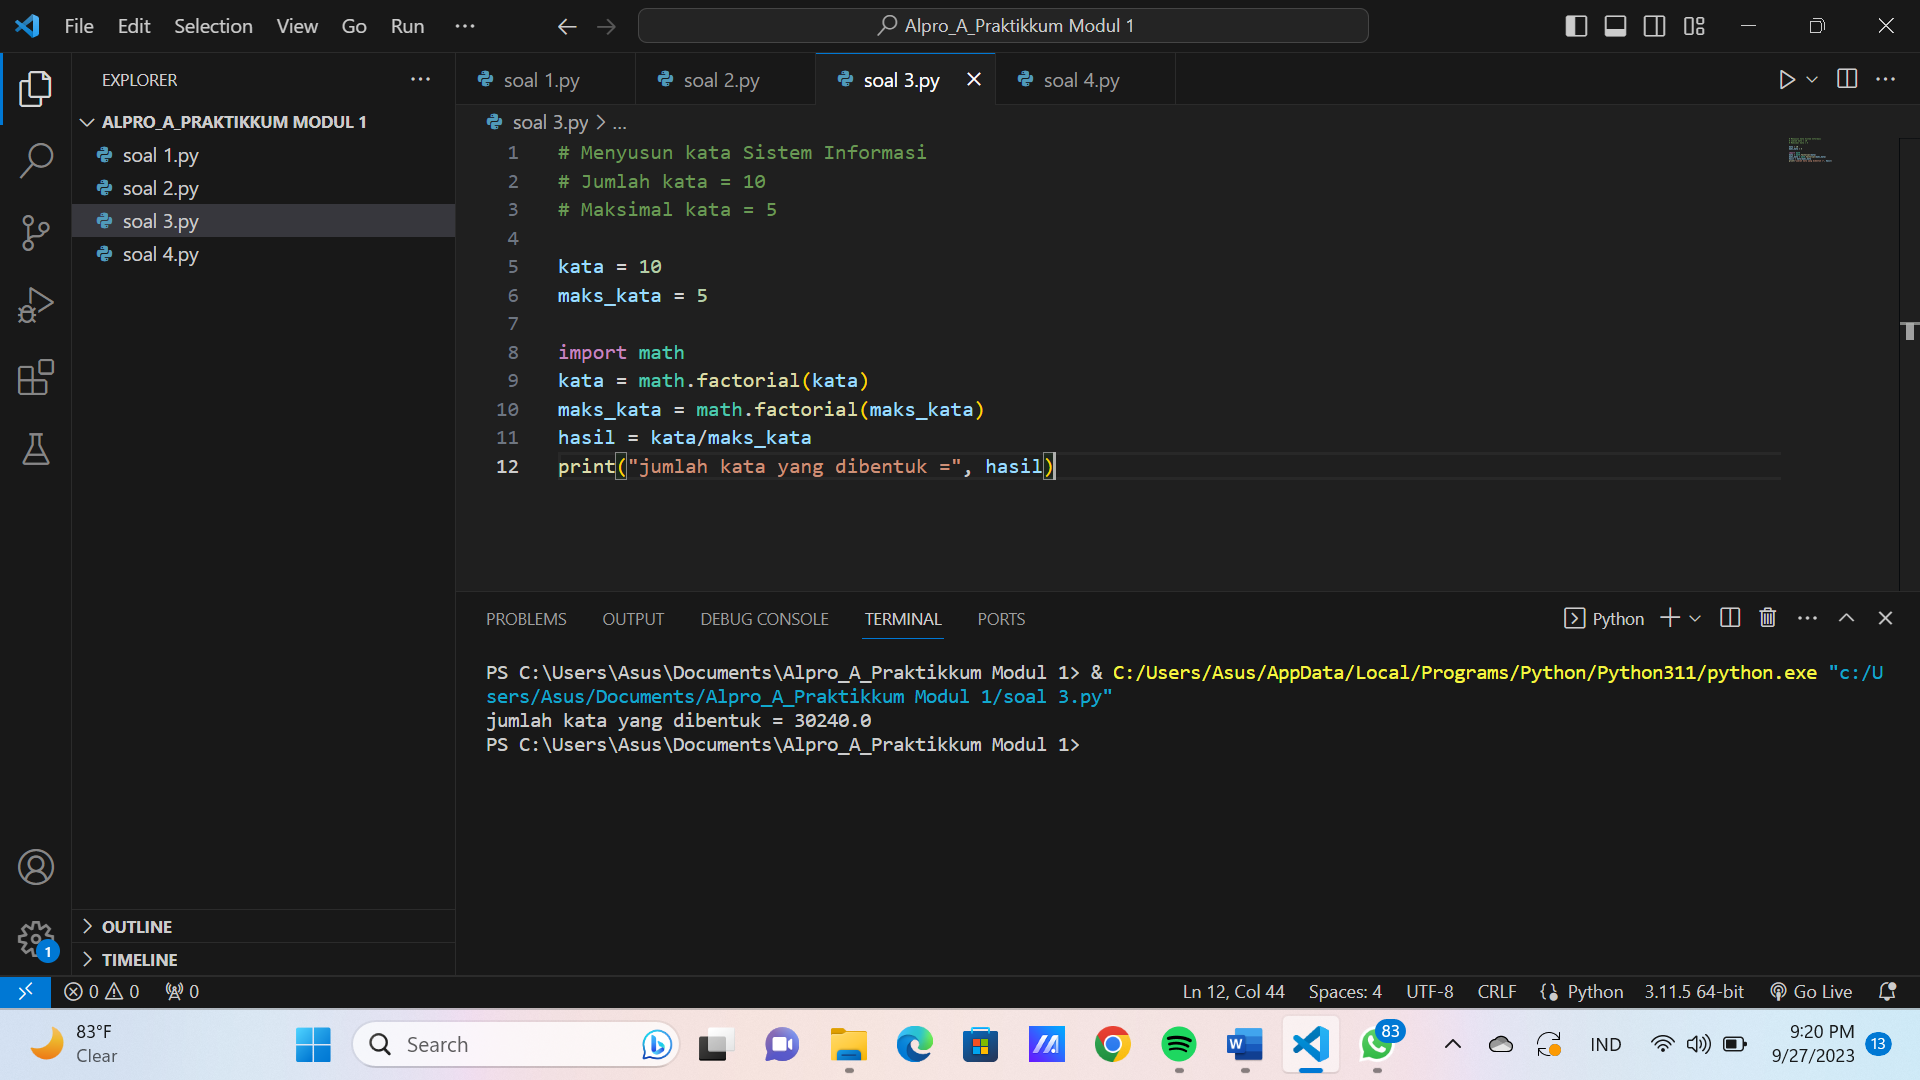 File Edit Selection View Go Run ···
Alpro_A_Praktikkum Modul 1
EXPLORER
ALPRO_A_PRAKTIKKUM MODUL 1
soal 1.py
soal 2.py
soal 3.py
soal 4.py
OUTLINE
TIMELINE
soal 1.py soal 2.py soal 3.py soal 4.py
soal 3.py > ...
1 # Menyusun kata Sistem Informasi
2 # Jumlah kata = 10
3 # Maksimal kata = 5
4
5 kata = 10
6 maks_kata = 5
7
8 import math
9 kata = math.factorial(kata)
10 maks_kata = math.factorial(maks_kata)
11 hasil = kata/maks_kata
12 print("jumlah kata yang dibentuk =", hasil)
PROBLEMS OUTPUT DEBUG CONSOLE TERMINAL PORTS
Python
PS C:\Users\Asus\Documents\Alpro_A_Praktikkum Modul 1> & C:/Users/Asus/AppData/Local/Programs/Python/Python311/python.exe "c:/U
sers/Asus/Documents/Alpro_A_Praktikkum Modul 1/soal 3.py"
jumlah kata yang dibentuk = 30240.0
PS C:\Users\Asus\Documents\Alpro_A_Praktikkum Modul 1>
1
0 0 0
Ln 12, Col 44 Spaces: 4 UTF-8 CRLF Python 3.11.5 64-bit Go Live
83°F
Clear
Search
83
IND
9:20 PM
9/27/2023
13